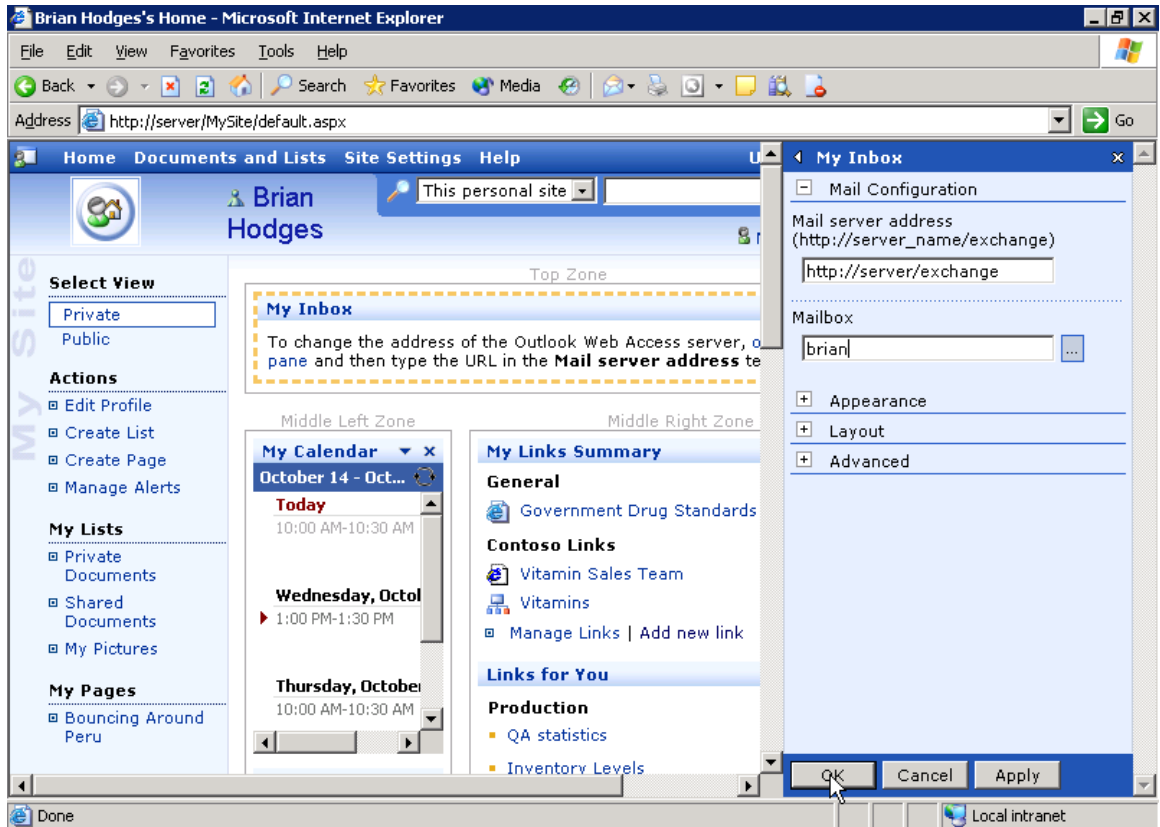 Brian Hodges's Home - Microsoft Internet Explorer
File Edit View Favorites Tools Help
Back Search Favorites Media
Address http://server/MySite/default.aspx Go
Home Documents and Lists Site Settings Help
Brian Hodges
This personal site
My Site
Select View
Private
Public
Actions
Edit Profile
Create List
Create Page
Manage Alerts
My Lists
Private
Documents
Shared
Documents
My Pictures
My Pages
Bouncing Around
Peru
Top Zone
My Inbox
To change the address of the Outlook Web Access server, o
pane and then type the URL in the Mail server address te
Middle Left Zone
My Calendar
October 14 - Oct...
Today
10:00 AM-10:30 AM
Wednesday, Octol
1:00 PM-1:30 PM
Thursday, October
10:00 AM-10:30 AM
Middle Right Zone
My Links Summary
General
Government Drug Standards
Contoso Links
Vitamin Sales Team
Vitamins
Manage Links | Add new link
Links for You
Production
QA statistics
Inventory Levels
My Inbox
Mail Configuration
Mail server address
(http://server_name/exchange)
http://server/exchange
Mailbox
brian
...
Appearance
Layout
Advanced
OK Cancel Apply
Done
Local intranet